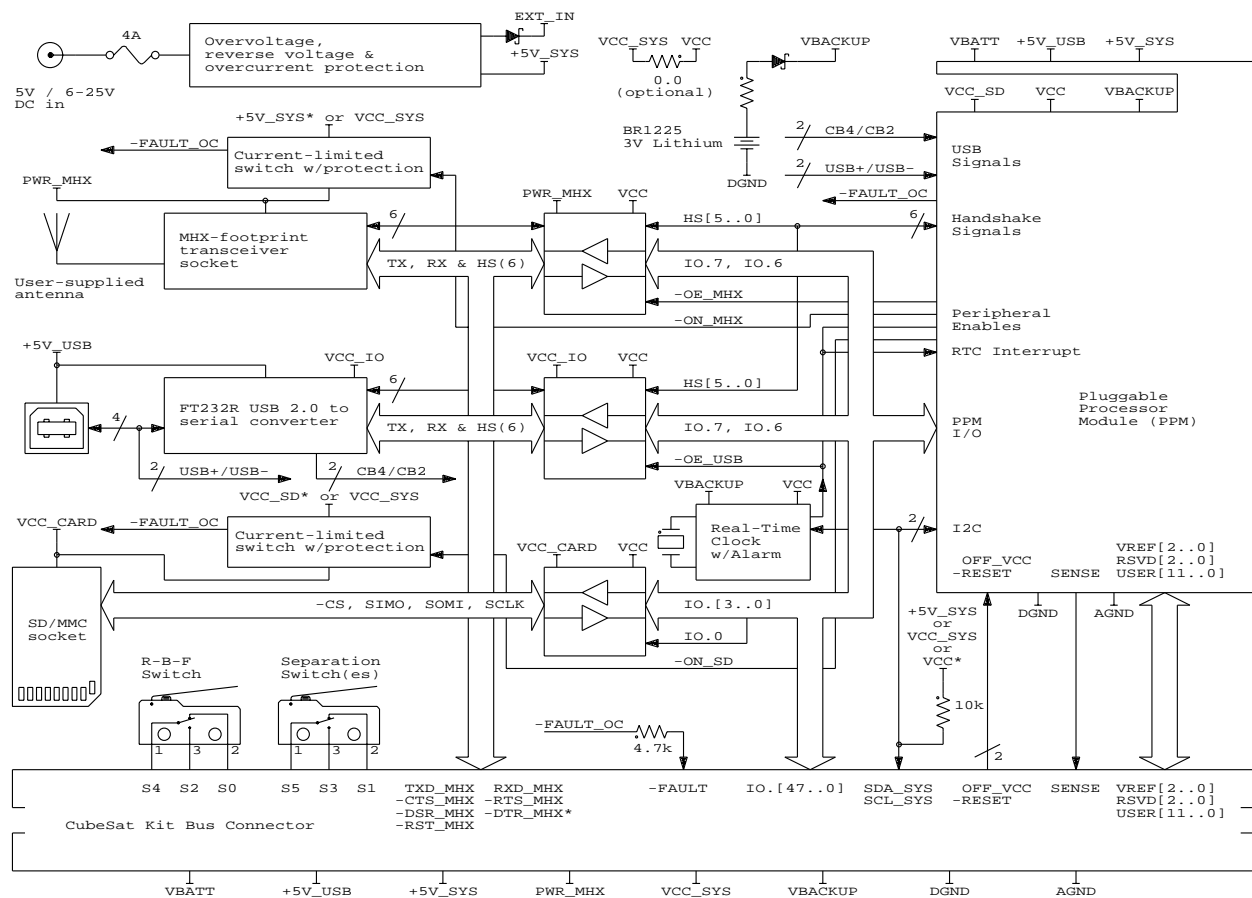 EXT_IN
4A
Overvoltage,
reverse voltage &
overcurrent protection
+5V_SYS
5V / 6-25V
DC in
VCC_SYS VCC
0.0
(optional)
VBACKUP
BR1225
3V Lithium
DGND
VBATT +5V_USB +5V_SYS
VCC_SD VCC VBACKUP
2 CB4/CB2
USB
Signals
2 USB+/USB-
-FAULT_OC
+5V_SYS* or VCC_SYS
-FAULT_OC
Current-limited
switch w/protection
PWR_MHX
MHX-footprint
transceiver
socket
User-supplied
antenna
6
PWR_MHX VCC
HS[5..0]
6
Handshake
Signals
TX, RX & HS(6)
IO.7, IO.6
-OE_MHX
-ON_MHX
Peripheral
Enables
RTC Interrupt
+5V_USB
VCC_IO
FT232R USB 2.0 to
serial converter
4
6
VCC_IO VCC
HS[5..0]
TX, RX & HS(6)
IO.7, IO.6
-OE_USB
PPM
I/O
Pluggable
Processor
Module (PPM)
2 USB+/USB-
2 CB4/CB2
VCC_SD* or VCC_SYS
VCC_CARD
-FAULT_OC
Current-limited
switch w/protection
VBACKUP VCC
Real-Time
Clock
w/Alarm
2
I2C
VREF[2..0]
OFF_VCC RSVD[2..0]
-RESET SENSE USER[11..0]
VCC_CARD VCC
SD/MMC
socket
-CS, SIMO, SOMI, SCLK
IO.[3..0]
IO.0
-ON_SD
+5V_SYS
or
VCC_SYS
or
VCC*
DGND AGND
10k
R-B-F
Switch
1 3 2
Separation
Switch(es)
1 3 2
-FAULT_OC
4.7k
2
S4 S2 S0 S5 S3 S1
TXD_MHX RXD_MHX
-CTS_MHX -RTS_MHX
-DSR_MHX -DTR_MHX*
-RST_MHX
-FAULT
IO.[47..0]
SDA_SYS
SCL_SYS
OFF_VCC
-RESET
SENSE
VREF[2..0]
RSVD[2..0]
USER[11..0]
CubeSat Kit Bus Connector
VBATT +5V_USB +5V_SYS PWR_MHX VCC_SYS VBACKUP DGND AGND